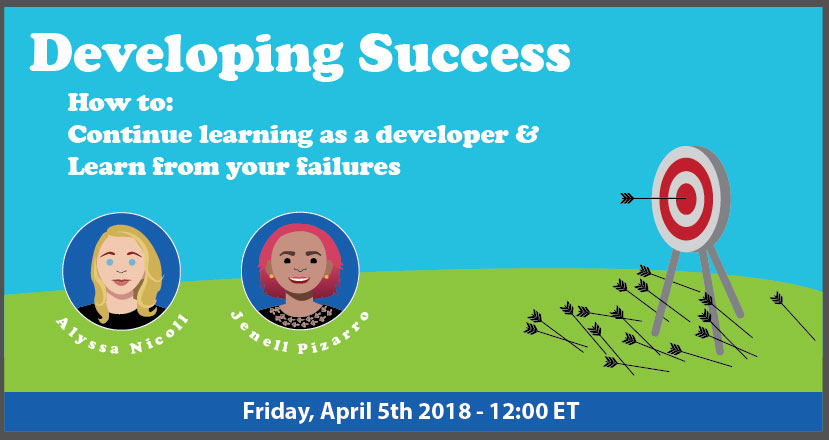 Developing Success
How to:
Continue learning as a developer &
Learn from your failures
Alyssa Nicoll
Jenell Pizarro
Friday, April 5th 2018 - 12:00 ET